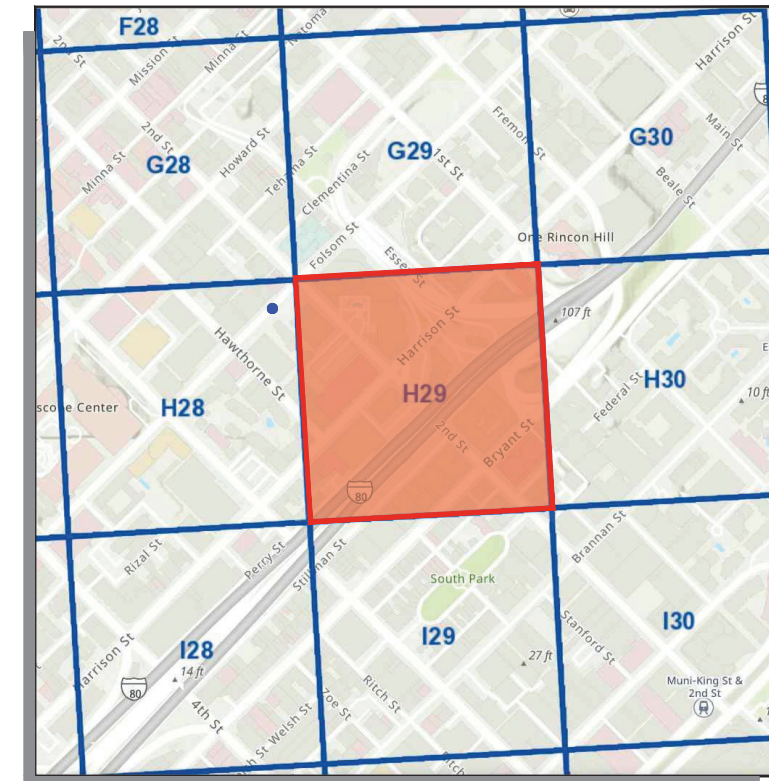 F28
2nd St
Mission St
Minna St
Natoma
Harrison St
2nd St
Minna St
G28
Howard St
Tehama St
Clementina St
G29
1st St
Fremont St
G30
Main St
Beale St
One Rincon Hill
Folsom St
Essex St
107 ft
Harrison St
Hawthorne St
H28
H29
H30
Federal St
10 ft
scone Center
2nd St
Bryant St
80
Rizal St
Perry St
Stillman St
South Park
Brannan St
I28
I29
I30
Stanford St
14 ft
27 ft
Harrison St
80
4th St
Welsh St
Zoe St
Ritch St
Muni-King St &
2nd St
Ritch